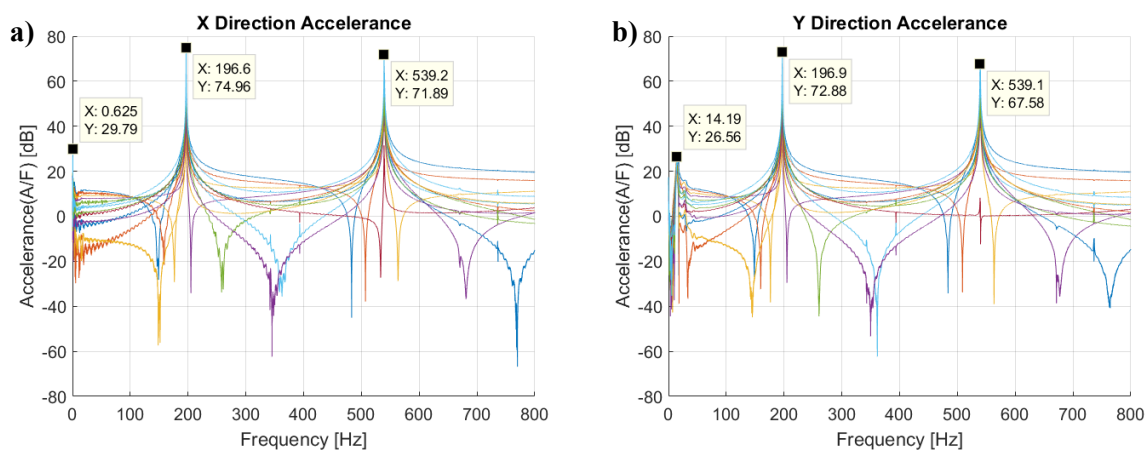 a)
X Direction Accelerance
Accelerance(A/F) [dB]
80
60
40
20
0
-20
-40
-60
-80
X: 0.625
Y: 29.79
X: 196.6
Y: 74.96
X: 539.2
Y: 71.89
0 100 200 300 400 500 600 700 800
Frequency [Hz]
b)
Y Direction Accelerance
Accelerance(A/F) [dB]
80
60
40
20
0
-20
-40
-60
-80
X: 14.19
Y: 26.56
X: 196.9
Y: 72.88
X: 539.1
Y: 67.58
0 100 200 300 400 500 600 700 800
Frequency [Hz]